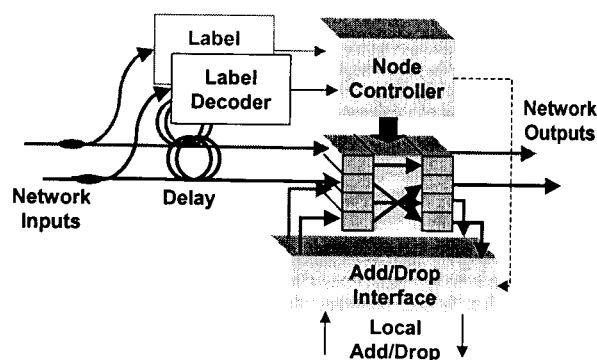 Label
Label
Decoder
Node
Controller
Network
Outputs
Network
Inputs
Delay
Add/Drop
Interface
Local
Add/Drop